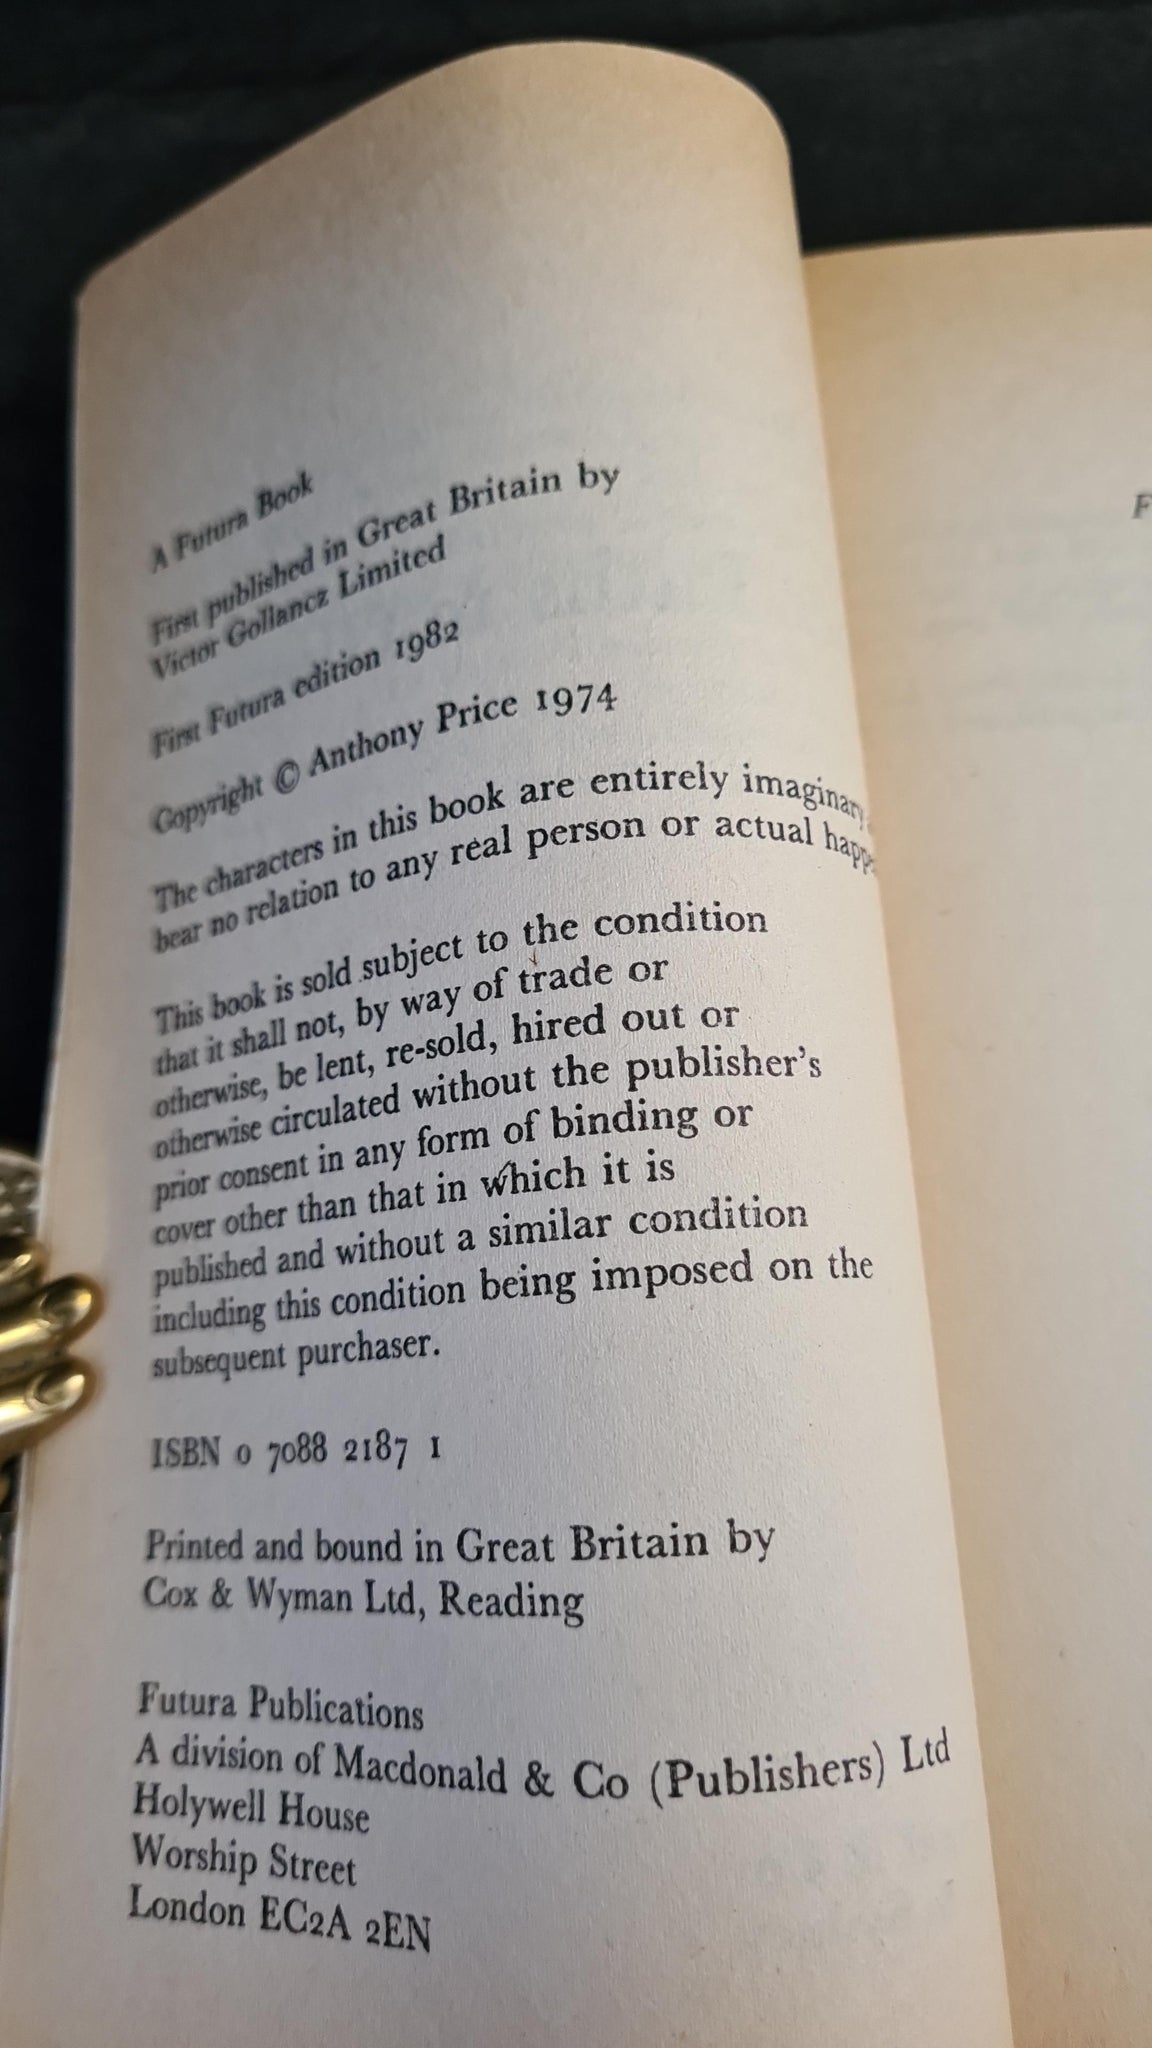 A Futura Book
First published in Great Britain by
Victor Gollancz Limited
First Futura edition 1982
Copyright © Anthony Price 1974
The characters in this book are entirely imaginary
bear no relation to any real person or actual
This book is sold subject to the condition
that it shall not, by way of trade or
otherwise, be lent, re-sold, hired out or
otherwise circulated without the publisher's
prior consent in any form of binding or
cover other than that in which it is
published and without a similar condition
including this condition being imposed on the
subsequent purchaser.
ISBN 0 7088 2187 1
Printed and bound in Great Britain by
Cox & Wyman Ltd, Reading
Futura Publications
A division of Macdonald & Co (Publishers) Ltd
Holywell House
Worship Street
London EC2A 2EN
F